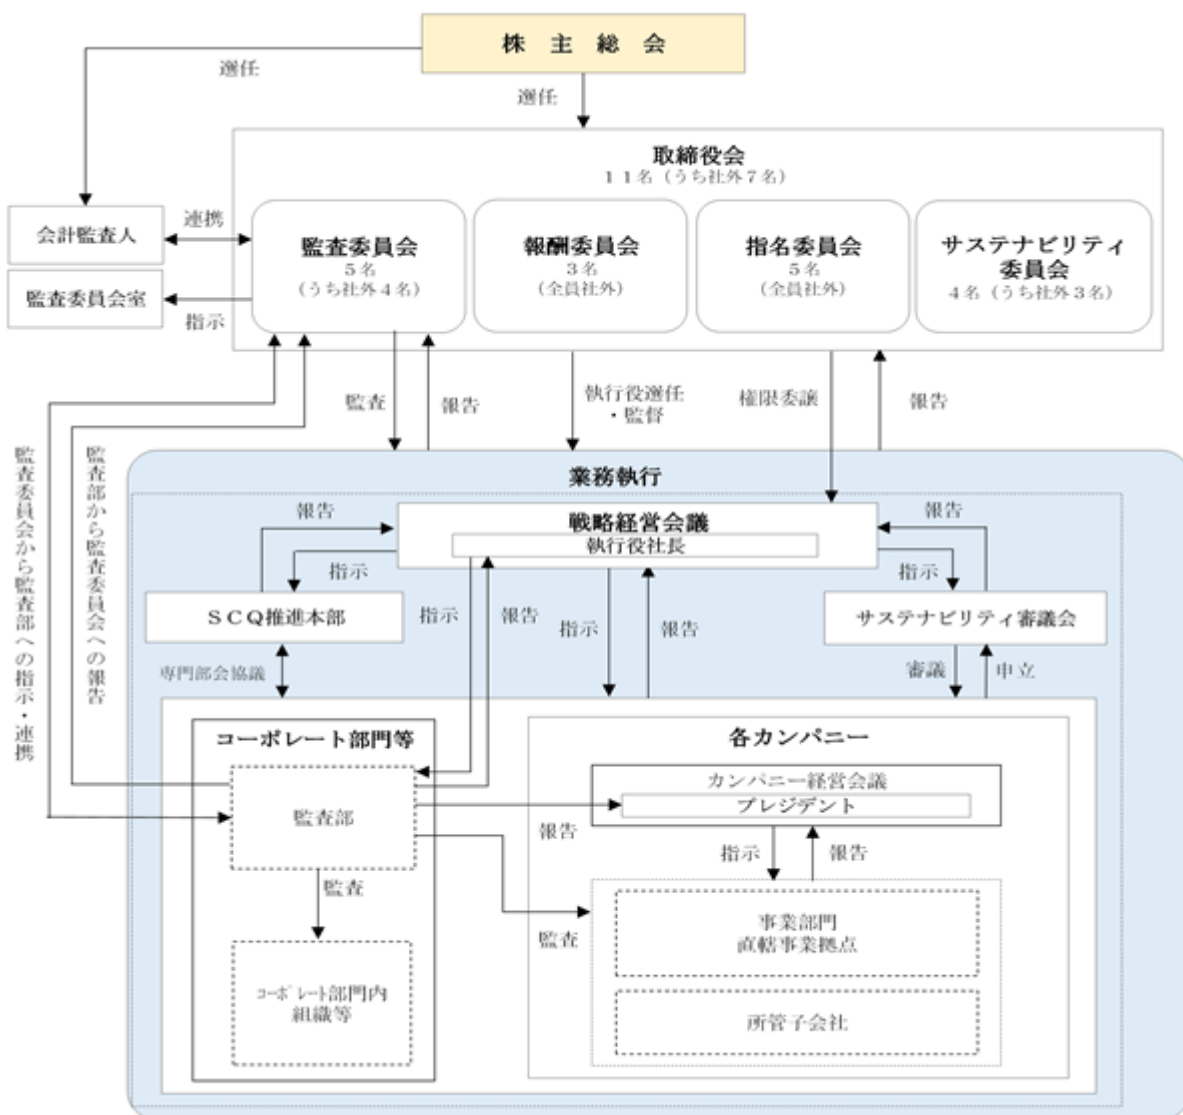 株 主 総 会
選任
選任
取締役会
１１名（うち社外７名）
会計監査人
連携
監査委員会
５名
（うち社外４名）
報酬委員会
３名
（全員社外）
指名委員会
５名
（全員社外）
サステナビリティ
委員会
４名（うち社外３名）
監査委員会室
指示
監査
報告
執行役選任
・監督
権限委譲
報告
監査委員会から監査部への指示・連携
監査部から監査委員会への報告
業務執行
報告
戦略経営会議
執行役社長
報告
指示
指示
ＳＣＱ推進本部
指示
報告
指示
報告
サステナビリティ審議会
専門部会協議
審議
申立
コーポレート部門等
各カンパニー
監査部
カンパニー経営会議
プレジデント
報告
指示
報告
監査
事業部門
直轄事業拠点
監査
コーポレート部門内
組織等
所管子会社